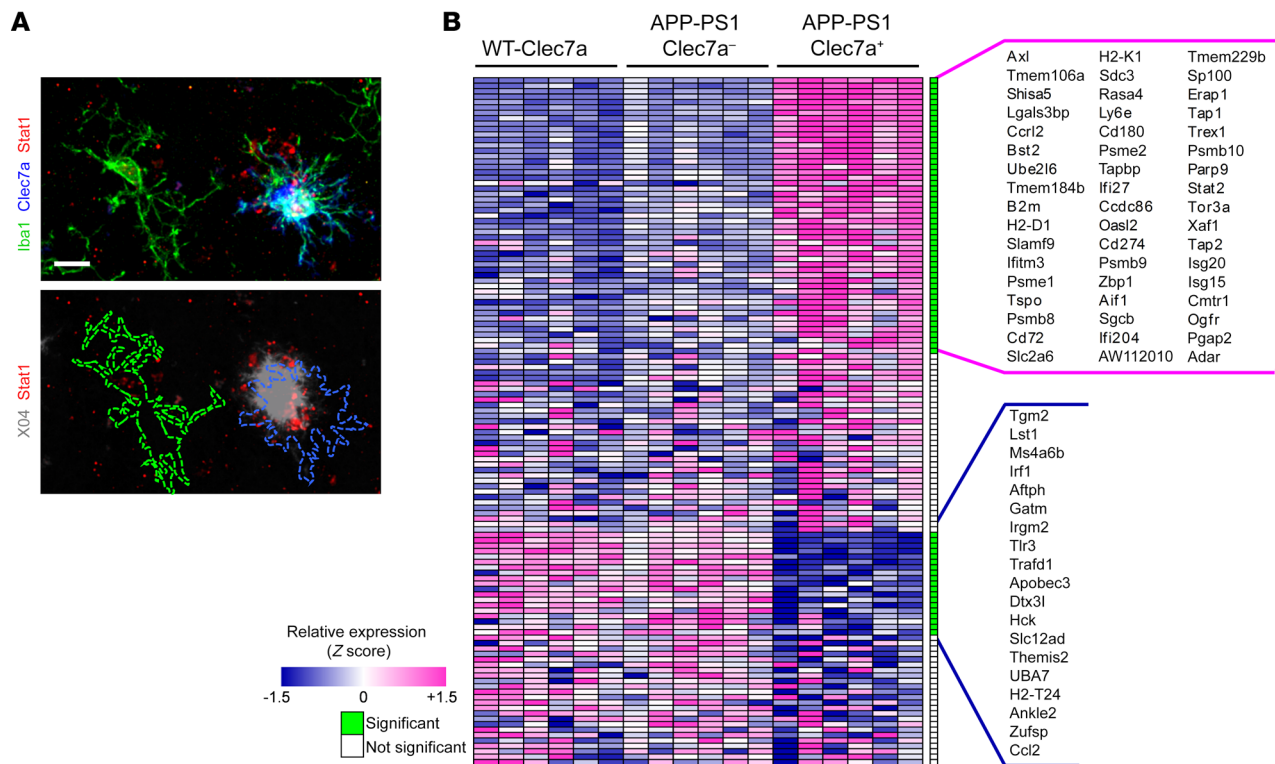 A
Iba1 Clec7a Stat1
X04 Stat1
B
WT-Clec7a
APP-PS1
Clec7a–
APP-PS1
Clec7a+
Relative expression
(Z score)
-1.5 0 +1.5
Significant
Not significant
Axl H2-K1 Tmem229b
Tmem106a Sdc3 Sp100
Shisa5 Rasa4 Erap1
Lgals3bp Ly6e Tap1
Ccrl2 Cd180 Trex1
Bst2 Psme2 Psmb10
Ube2l6 Tapbp Parp9
Tmem184b Ifi27 Stat2
B2m Ccdc86 Tor3a
H2-D1 Oasl2 Xaf1
Slamf9 Cd274 Tap2
Ifitm3 Psmb9 Isg20
Psme1 Zbp1 Isg15
Tspo Aif1 Cmtr1
Psmb8 Sgcb Ogfr
Cd72 Ifi204 Pgap2
Slc2a6 AW112010 Adar
Tgm2
Lst1
Ms4a6b
Irf1
Aftph
Gatm
Irgm2
Tlr3
Trafd1
Apobec3
Dtx3l
Hck
Slc12ad
Themis2
UBA7
H2-T24
Ankle2
Zufsp
Ccl2